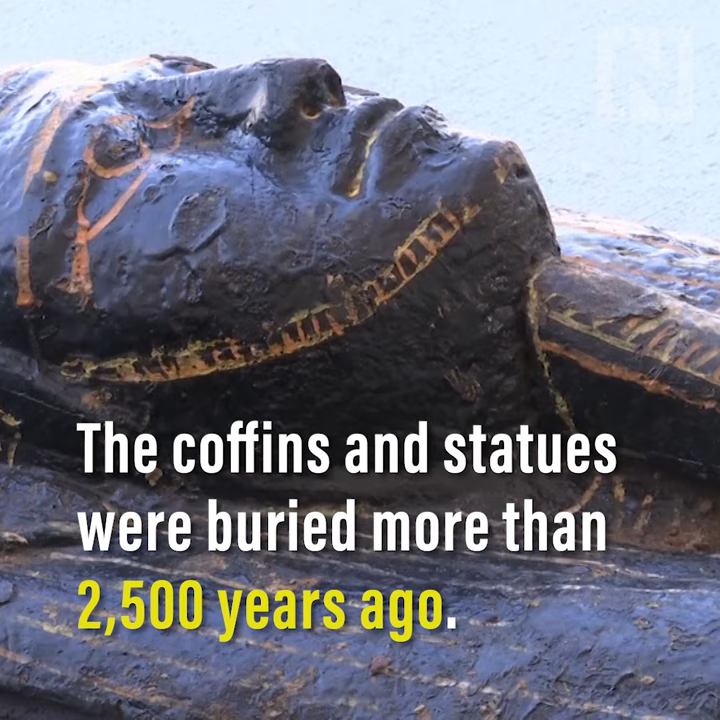 The coffins and statues
were buried more than
2,500 years ago.